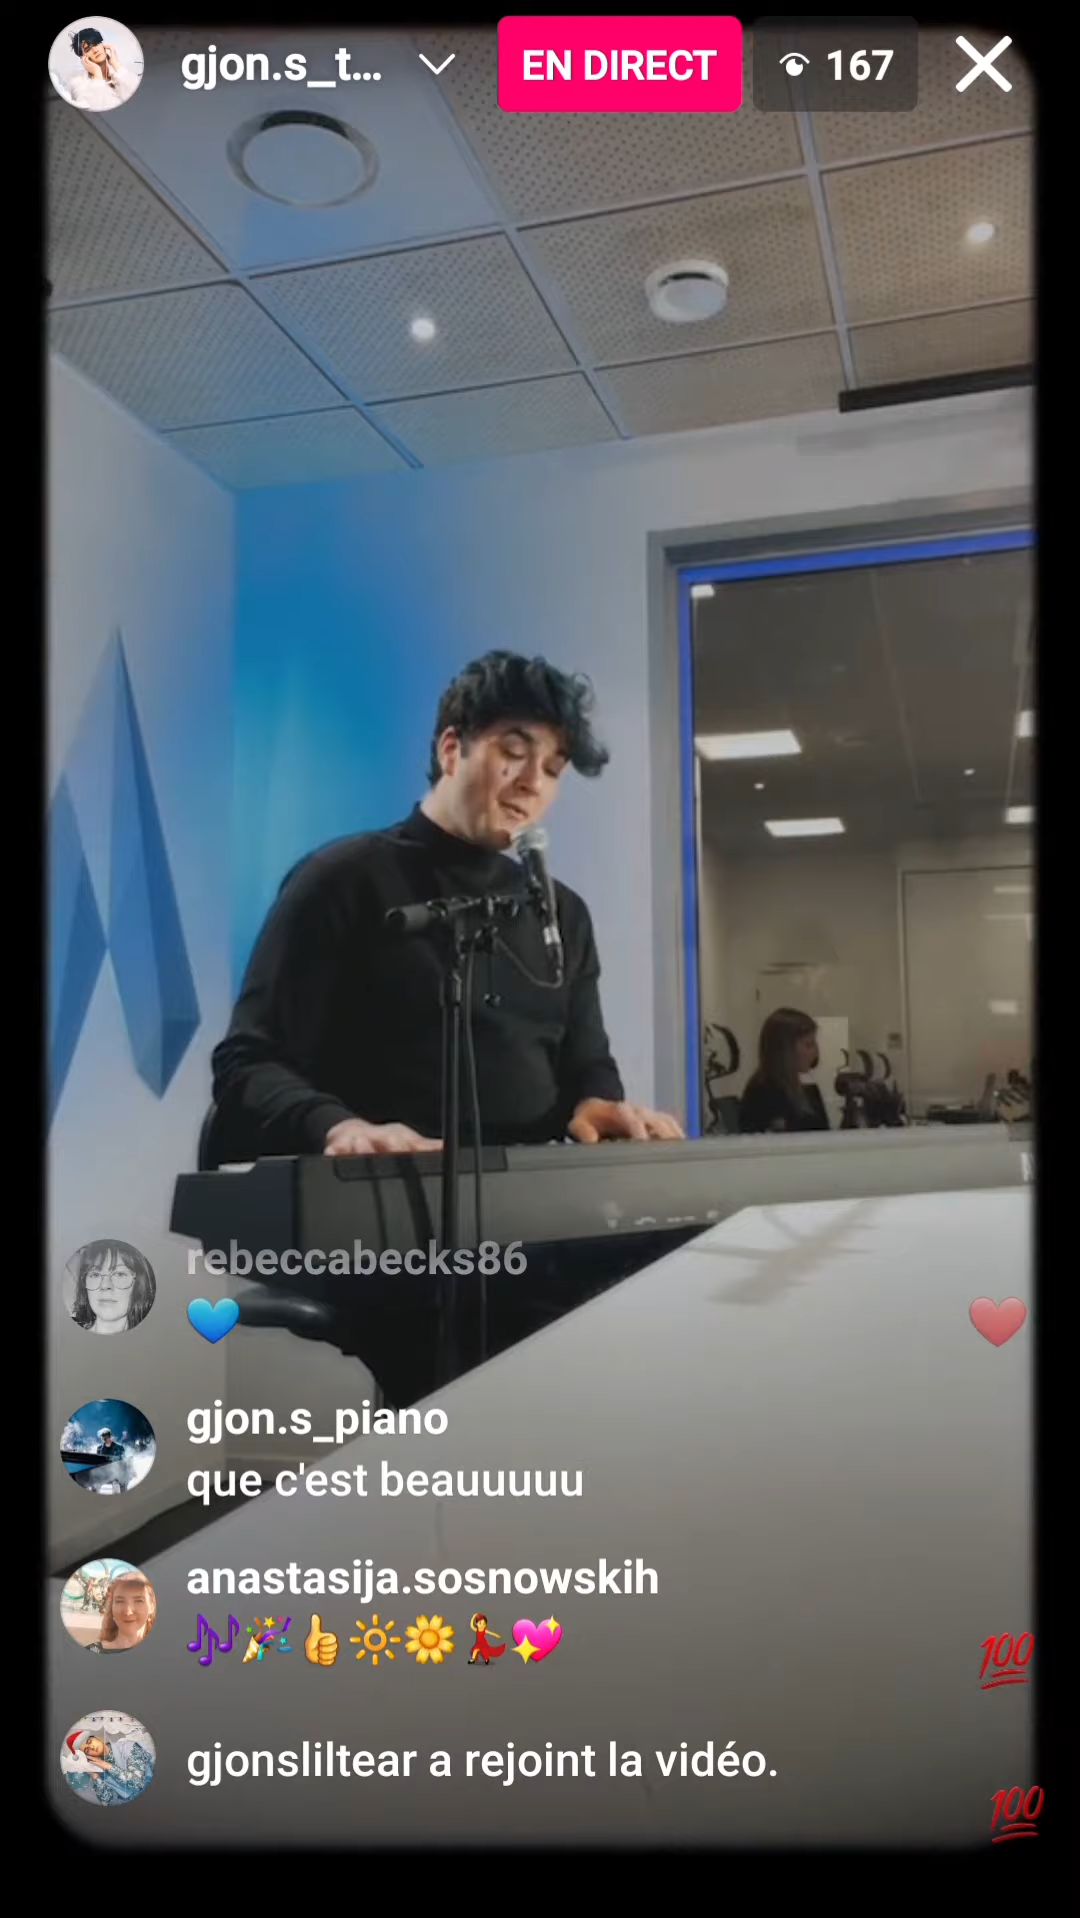 gjon.s_t...
EN DIRECT
167
rebeccabecks86
💙
gjon.s_piano
que c'est beauuuuu
anastasija.sosnowskih
🎶🎉👍🔆🌼💃💖
gjonsliltear a rejoint la vidéo.
💯
💯